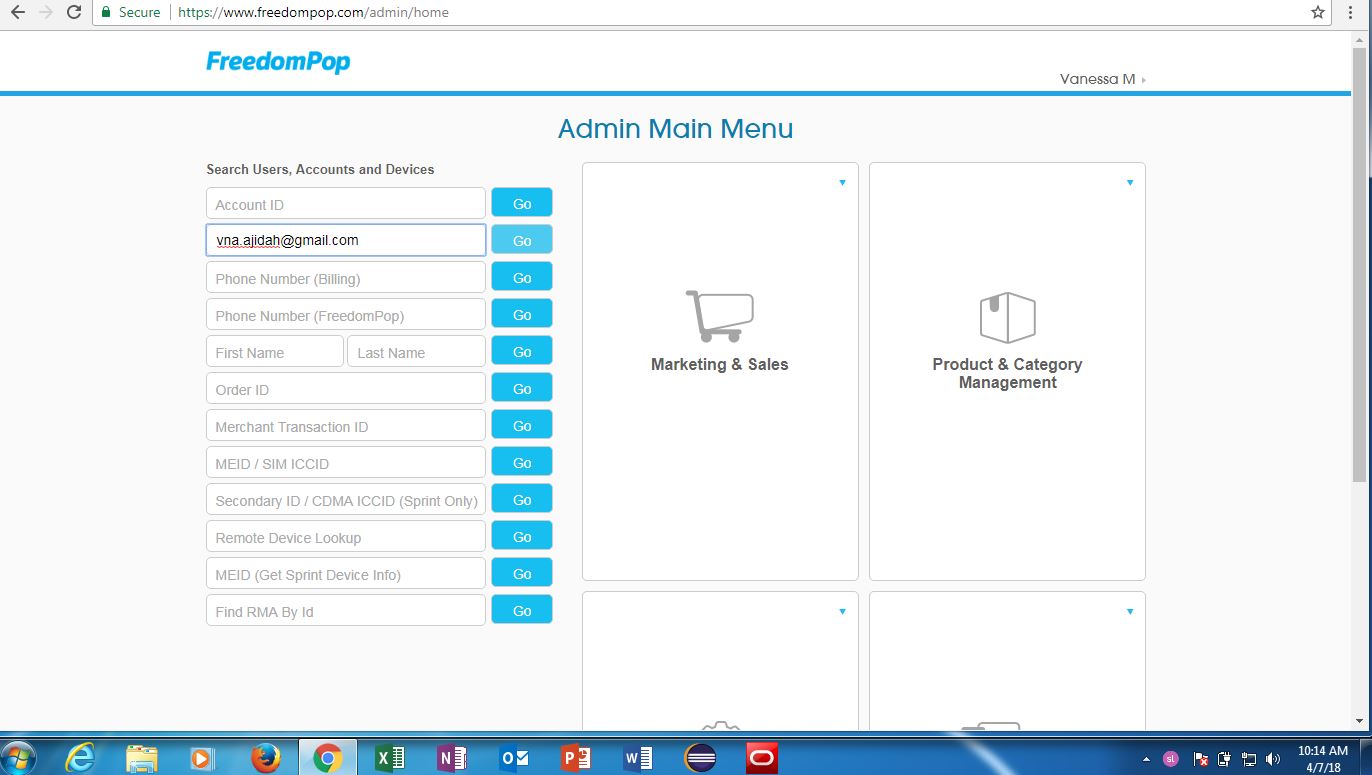 Secure https://www.freedompop.com/admin/home
FreedomPop
Vanessa M
Admin Main Menu
Search Users, Accounts and Devices
Account ID Go
vna.ajidah@gmail.com Go
Phone Number (Billing) Go
Phone Number (FreedomPop) Go
First Name Last Name Go
Order ID Go
Merchant Transaction ID Go
MEID / SIM ICCID Go
Secondary ID / CDMA ICCID (Sprint Only) Go
Remote Device Lookup Go
MEID (Get Sprint Device Info) Go
Find RMA By Id Go
Marketing & Sales
Product & Category
Management
sl
10:14 AM
4/7/18